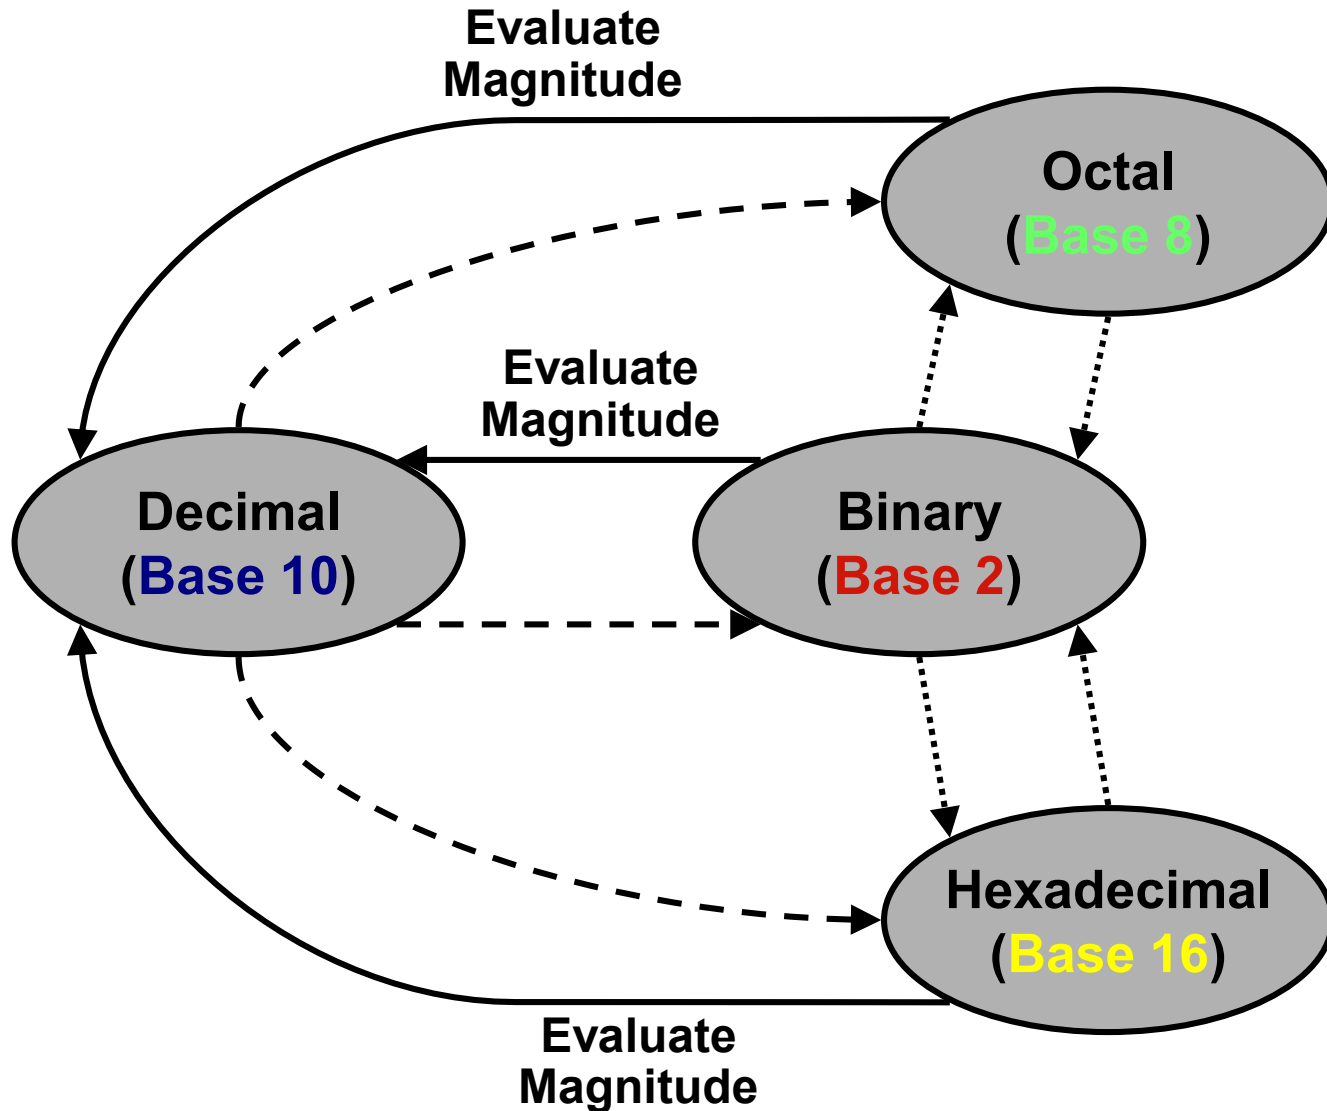 Evaluate
Magnitude
Octal
(Base 8)
Evaluate
Magnitude
Decimal
(Base 10)
Binary
(Base 2)
Hexadecimal
(Base 16)
Evaluate
Magnitude